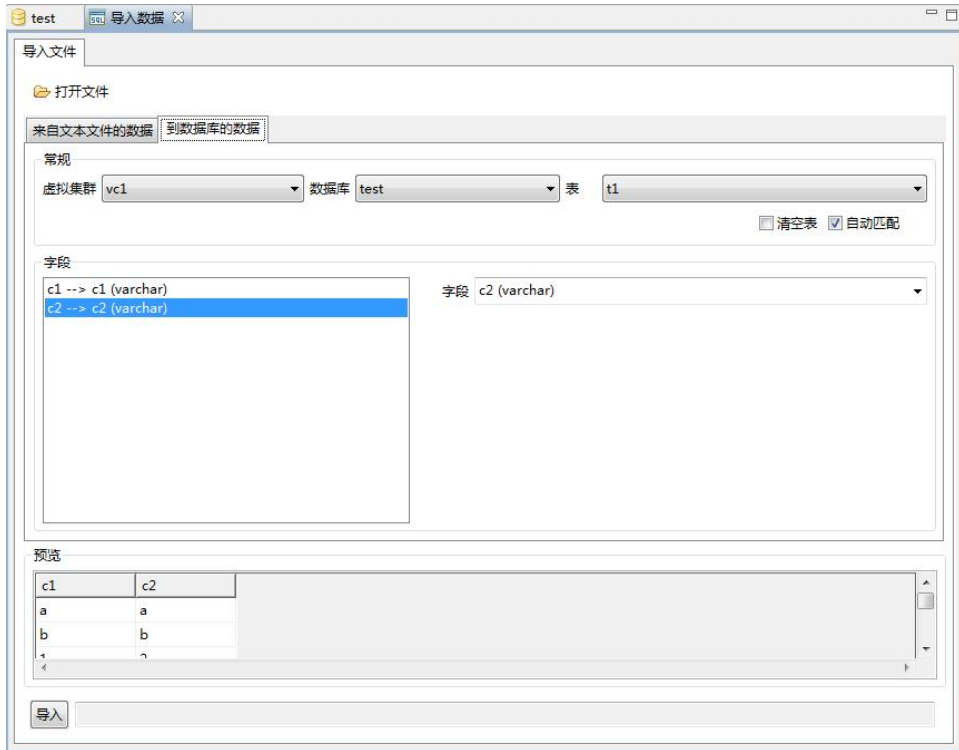 test SQL 导入数据
导入文件
打开文件
来自文本文件的数据 到数据库的数据
常规
虚拟集群 vc1 数据库 test 表 t1
清空表 自动匹配
字段
c1 --> c1 (varchar) 字段 c2 (varchar)
c2 --> c2 (varchar)
预览
c1 c2
a a
b b
1 2
导入